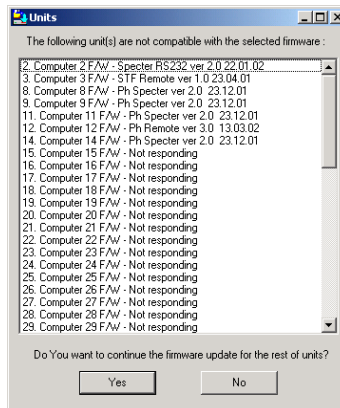 Units
The following unit(s) are not compatible with the selected firmware :
2. Computer 2 F/W - Specter RS232 ver 2.0 22.01.02
3. Computer 3 F/W - STF Remote ver 1.0 23.04.01
8. Computer 8 F/W - Ph Specter ver 2.0 23.12.01
9. Computer 9 F/W - Ph Specter ver 2.0 23.12.01
11. Computer 11 F/W - Ph Specter ver 2.0 23.12.01
12. Computer 12 F/W - Ph Remote ver 3.0 13.03.02
14. Computer 14 F/W - Ph Specter ver 2.0 23.12.01
15. Computer 15 F/W - Not responding
16. Computer 16 F/W - Not responding
17. Computer 17 F/W - Not responding
18. Computer 18 F/W - Not responding
19. Computer 19 F/W - Not responding
20. Computer 20 F/W - Not responding
21. Computer 21 F/W - Not responding
22. Computer 22 F/W - Not responding
23. Computer 23 F/W - Not responding
24. Computer 24 F/W - Not responding
25. Computer 25 F/W - Not responding
26. Computer 26 F/W - Not responding
27. Computer 27 F/W - Not responding
28. Computer 28 F/W - Not responding
29. Computer 29 F/W - Not responding
Do You want to continue the firmware update for the rest of units?
Yes
No